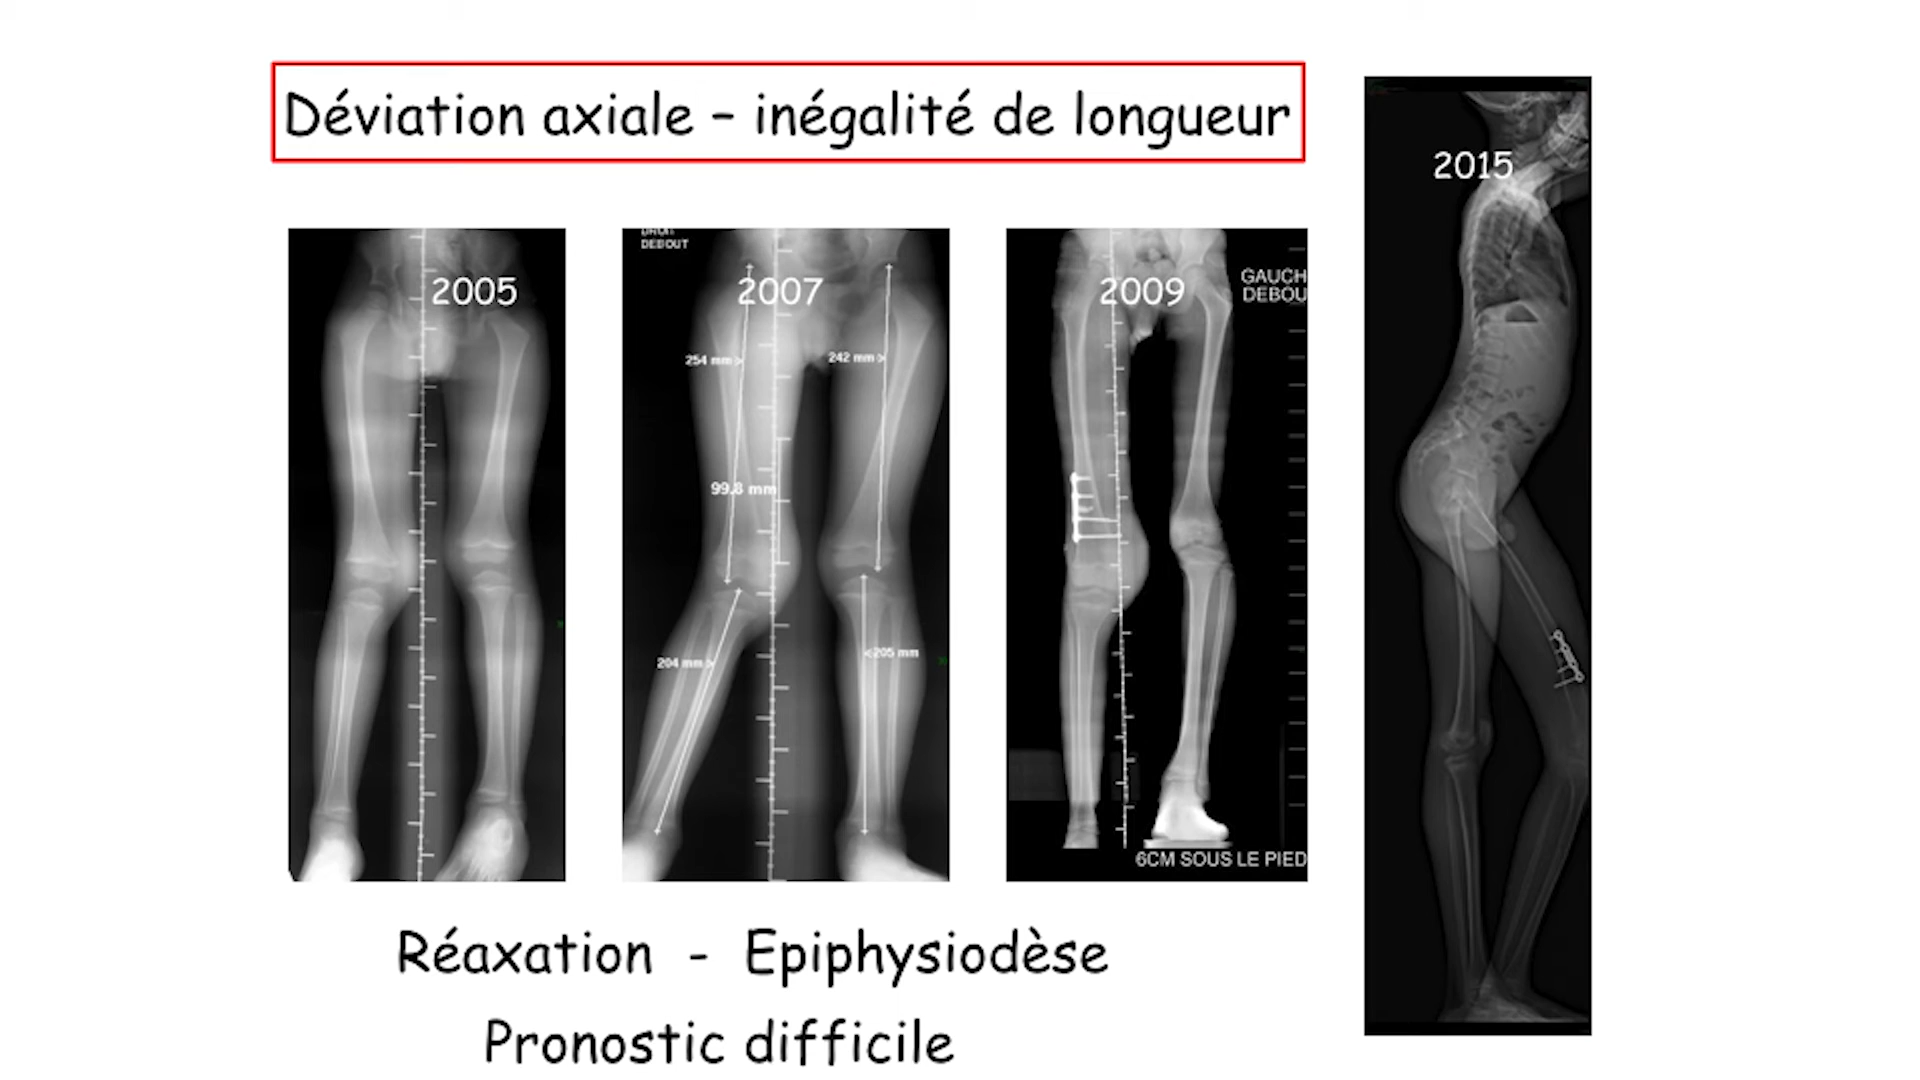 Déviation axiale – inégalité de longueur
2015
2005
DROIT
DEBOUT
2007
254 mm
242 mm
99.8 mm
204 mm
205 mm
2009
GAUCH
DEBOU
6CM SOUS LE PIED
Réaxation - Epiphysiodèse
Pronostic difficile